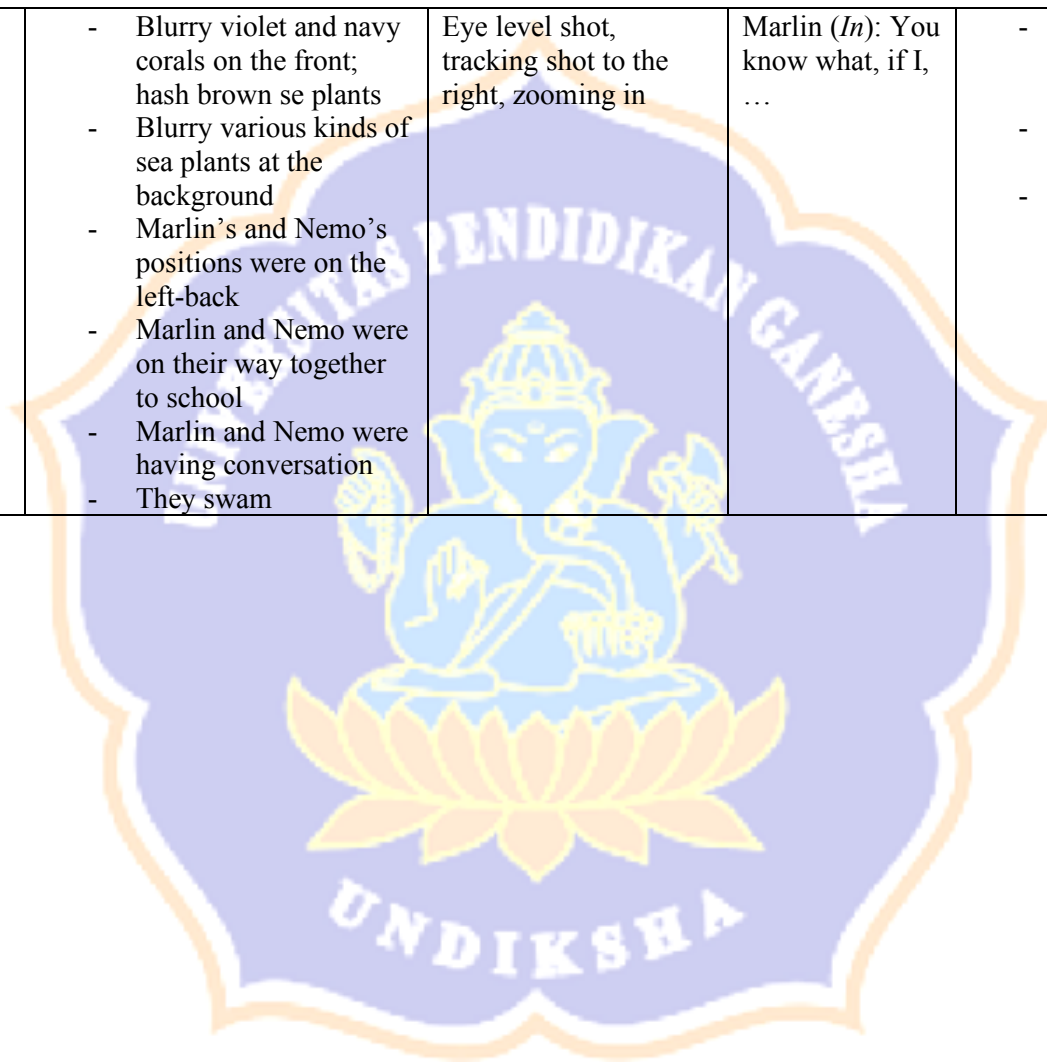 - Blurry violet and navy
corals on the front;
hash brown se plants
- Blurry various kinds of
sea plants at the
background
- Marlin's and Nemo's
positions were on the
left-back
- Marlin and Nemo were
on their way together
to school
- Marlin and Nemo were
having conversation
- They swam
Eye level shot,
tracking shot to the
right, zooming in
Marlin (In): You
know what, if I,
…
-
-
-
UNIVERSITAS PENDIDIKAN GANESHA
UNDIKSHA